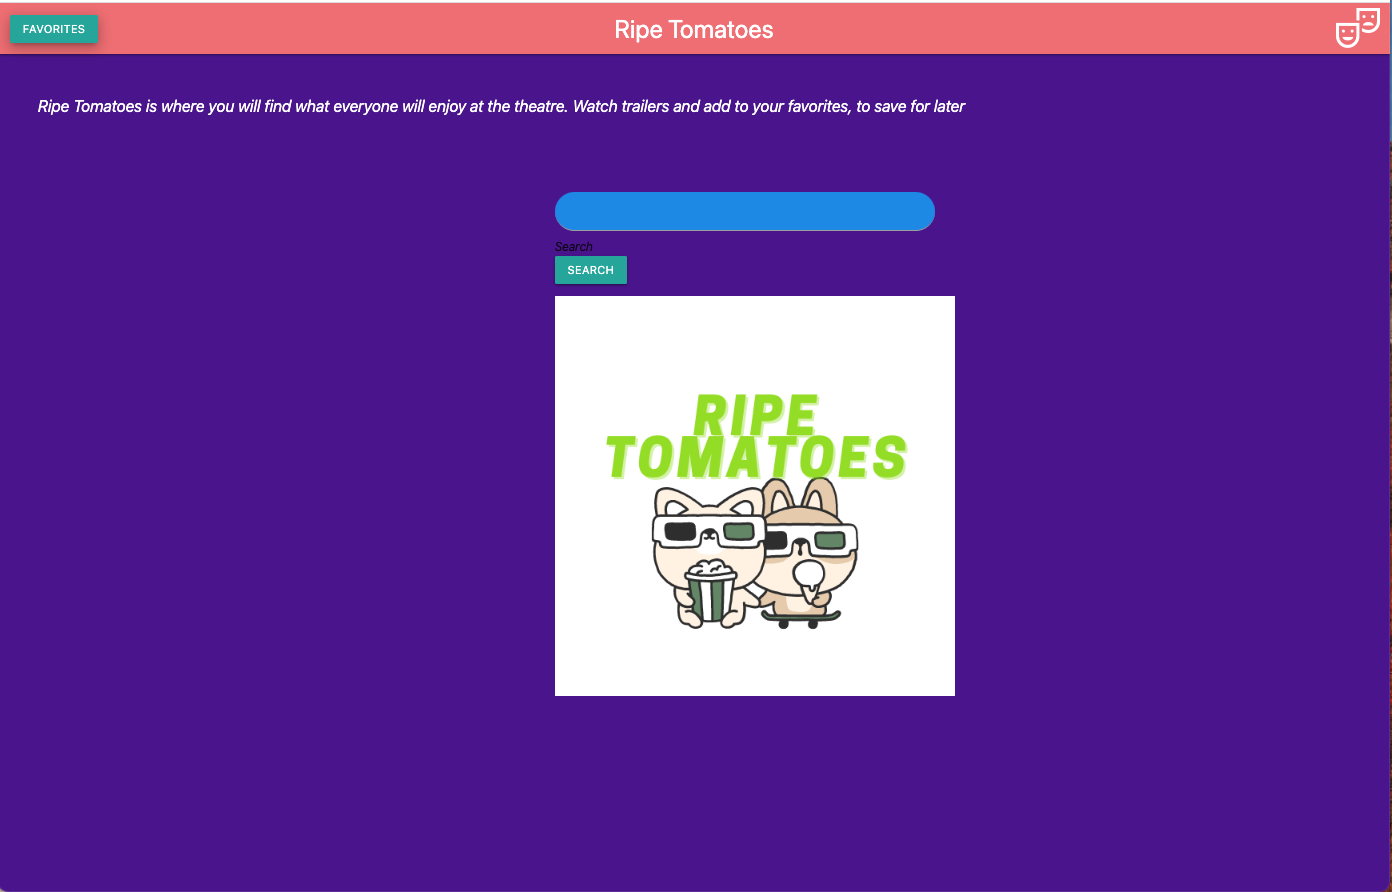 FAVORITES
Ripe Tomatoes
Ripe Tomatoes is where you will find what everyone will enjoy at the theatre. Watch trailers and add to your favorites, to save for later
Search
SEARCH
RIPE
TOMATOES